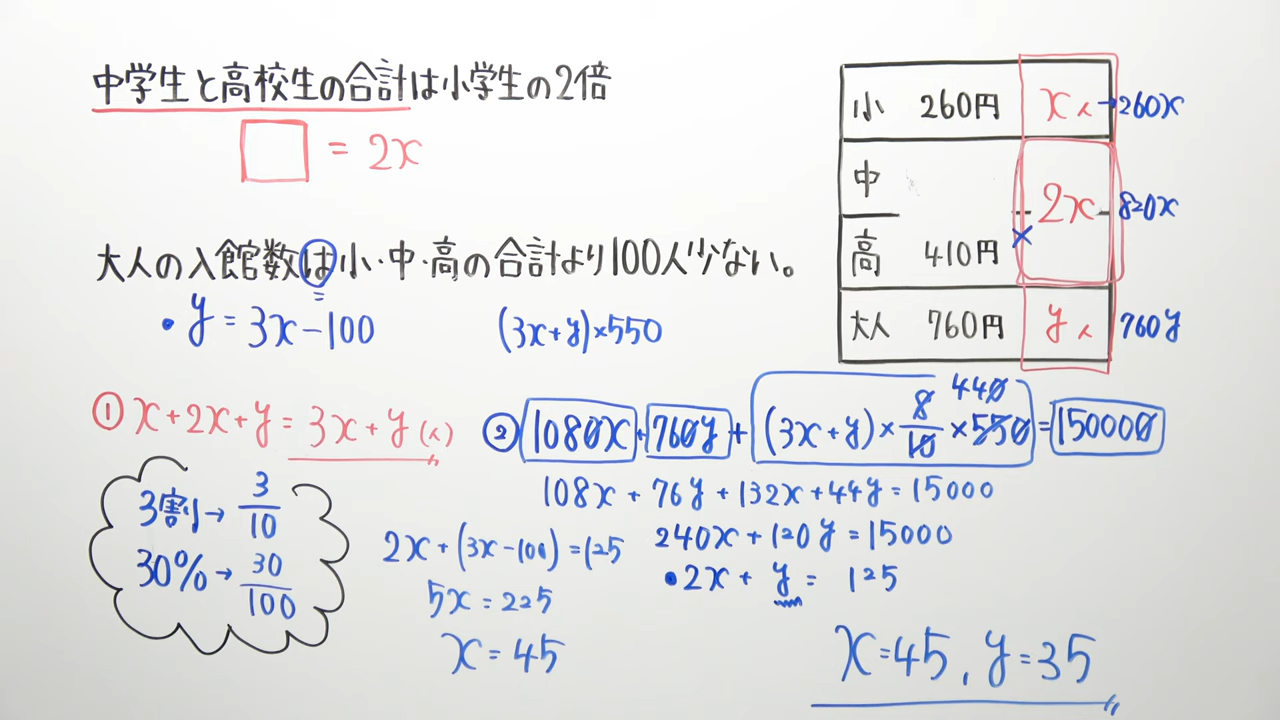 中学生と高校生の合計は小学生の2倍
□ = 2x
大人の入館数は小・中・高の合計より100人少ない。
・y = 3x-100
(3x+y)×550
小 260円 x人 → 260x
中
2x 820x
×
高 410円
大人 760円 y人 760y
① x+2x+y = 3x+y (人)
② 1080x+760y+(3x+y)×8/10×550=150000
440
108x+76y+132x+44y=15000
3割→3/10
240x+120y=15000
2x+(3x-100)=125
30%→30/100
・2x+y=125
5x=225
x=45
x=45, y=35